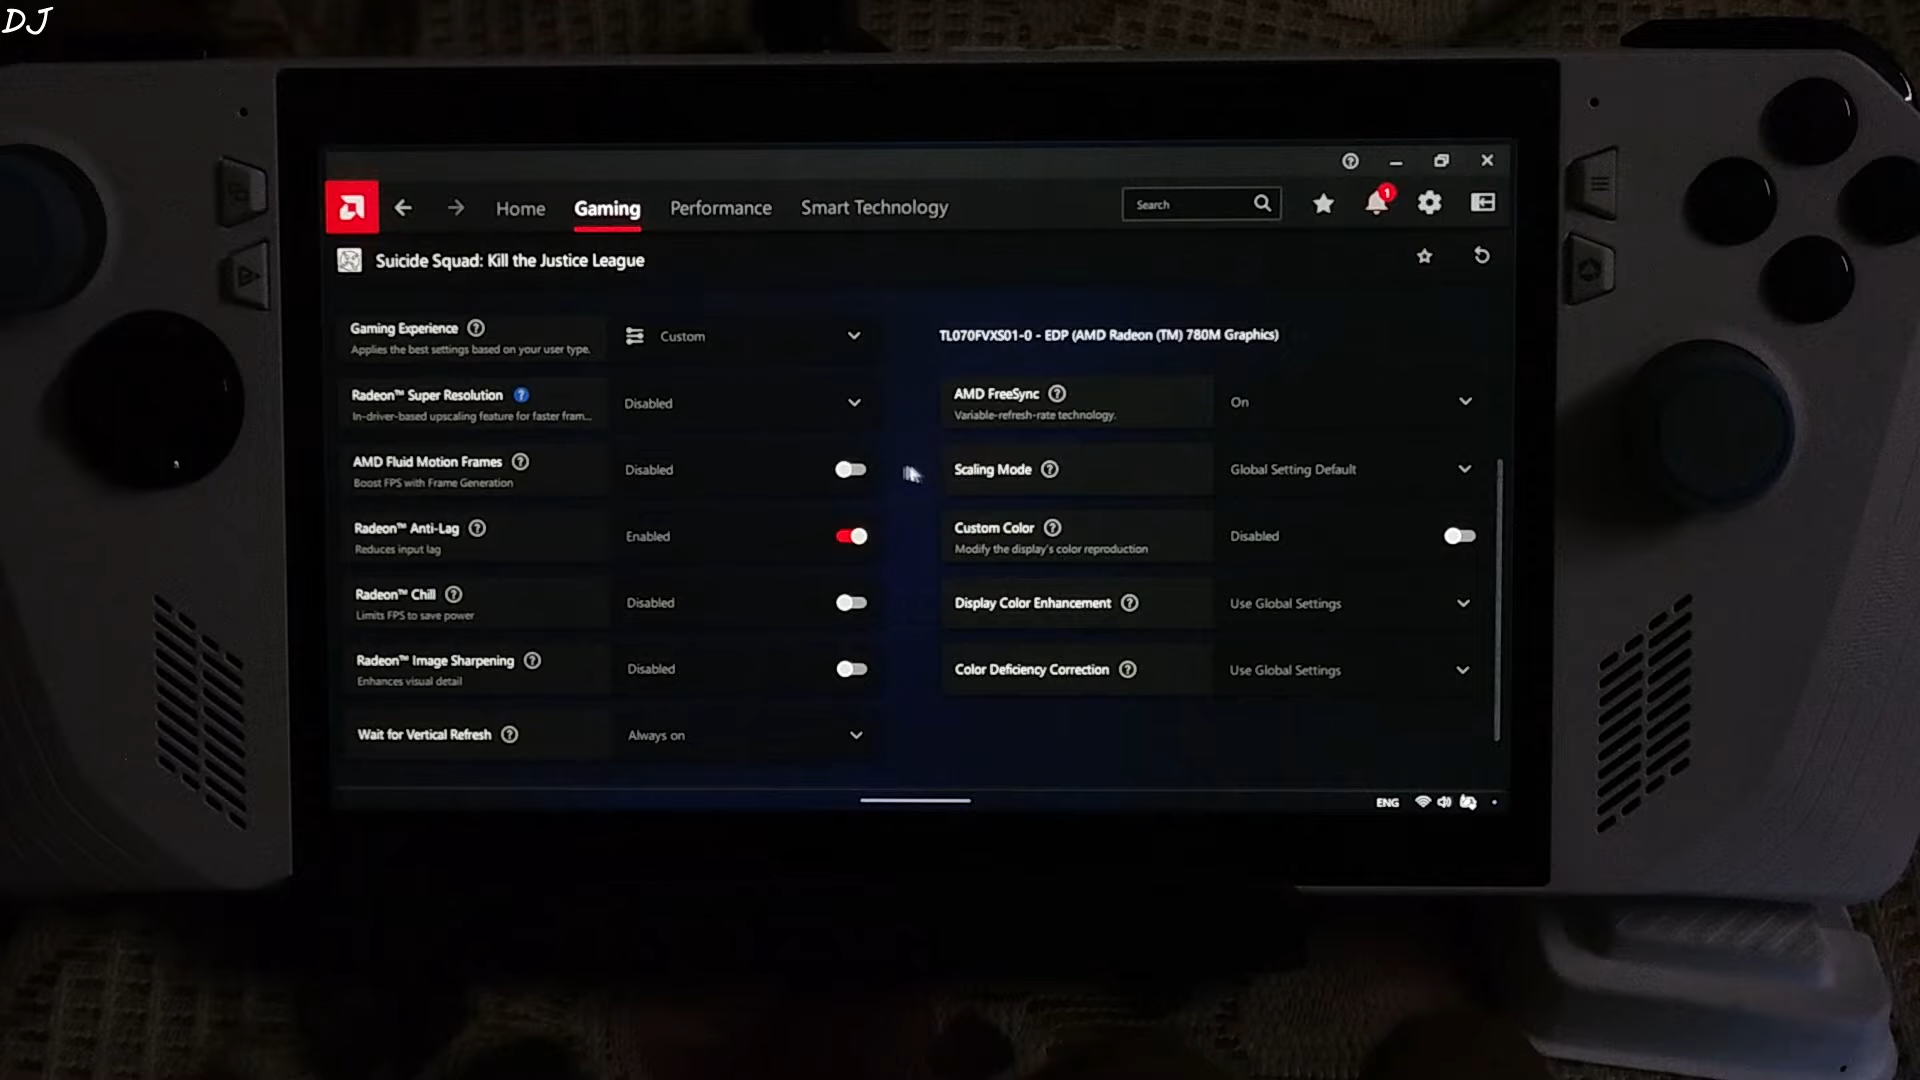 DJ
Home Gaming Performance Smart Technology Search 1
Suicide Squad: Kill the Justice League
Gaming Experience ?
Applies the best settings based on your user type.
Custom
Radeon™ Super Resolution ?
In-driver-based upscaling feature for faster fram...
Disabled
AMD Fluid Motion Frames ?
Boost FPS with Frame Generation
Disabled
Radeon™ Anti-Lag ?
Reduces input lag
Enabled
Radeon™ Chill ?
Limits FPS to save power
Disabled
Radeon™ Image Sharpening ?
Enhances visual detail
Disabled
Wait for Vertical Refresh ?
Always on
TL070FVXS01-0 - EDP (AMD Radeon (TM) 780M Graphics)
AMD FreeSync ?
Variable-refresh-rate technology.
On
Scaling Mode ?
Global Setting Default
Custom Color ?
Modify the display's color reproduction
Disabled
Display Color Enhancement ?
Use Global Settings
Color Deficiency Correction ?
Use Global Settings
ENG